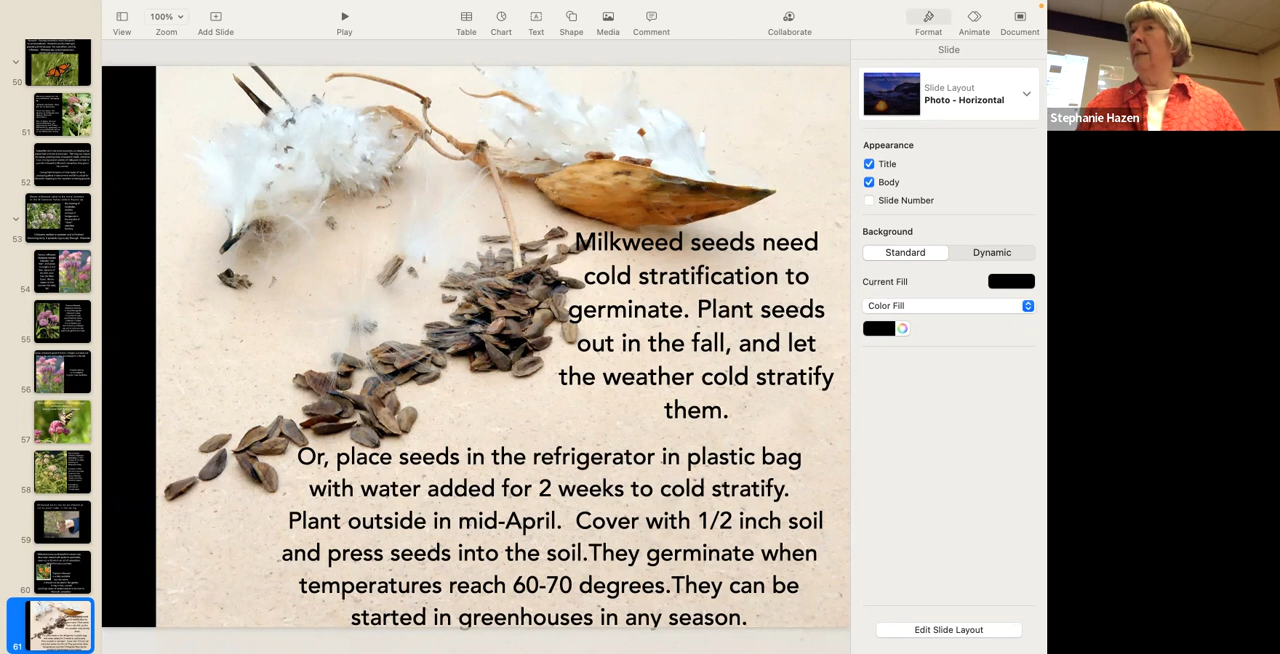 100%
View
Zoom
Add Slide
Play
Table
Chart
Text
Shape
Media
Comment
Collaborate
Format
Animate
Document
50
51
52
53
54
55
56
57
58
59
60
61
Milkweed seeds need
cold stratification to
germinate. Plant seeds
out in the fall, and let
the weather cold stratify
them.
Or, place seeds in the refrigerator in plastic bag
with water added for 2 weeks to cold stratify.
Plant outside in mid-April.  Cover with 1/2 inch soil
and press seeds into the soil.They germinate when
temperatures reach 60-70 degrees.They can be
started in greenhouses in any season.
Slide
Slide Layout
Photo - Horizontal
Appearance
Title
Body
Slide Number
Background
Standard
Dynamic
Current Fill
Color Fill
Edit Slide Layout
Stephanie Hazen